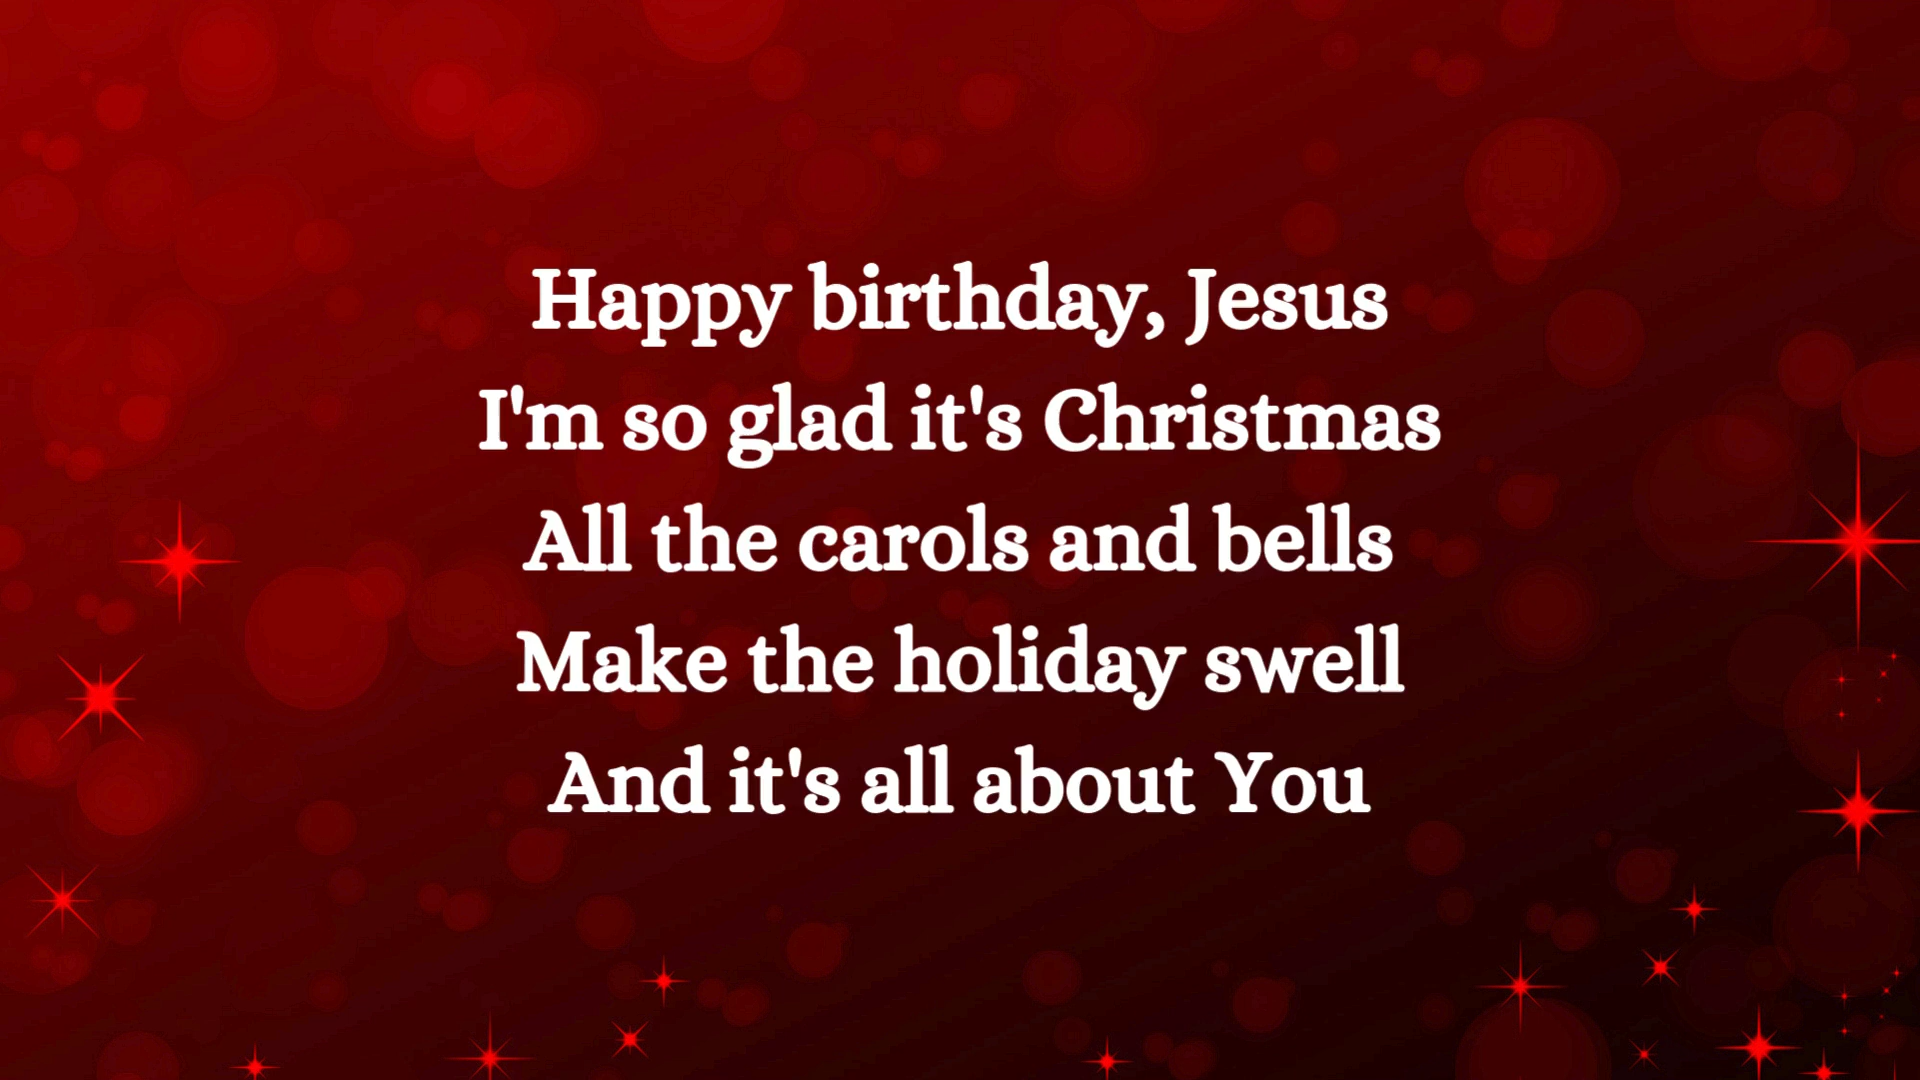 Happy birthday, Jesus
I'm so glad it's Christmas
All the carols and bells
Make the holiday swell
And it's all about You